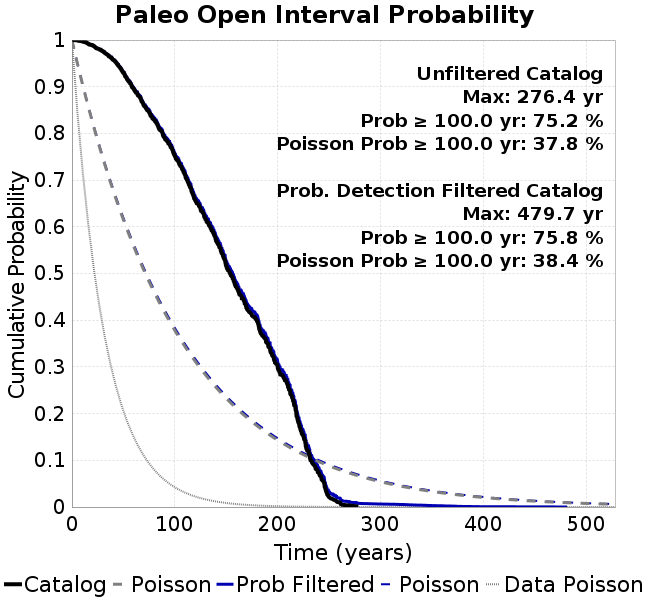 Paleo Open Interval Probability
Unfiltered Catalog
Max: 276.4 yr
Prob ≥ 100.0 yr: 75.2 %
Poisson Prob ≥ 100.0 yr: 37.8 %
Prob. Detection Filtered Catalog
Max: 479.7 yr
Prob ≥ 100.0 yr: 75.8 %
Poisson Prob ≥ 100.0 yr: 38.4 %
Cumulative Probability
1
0.9
0.8
0.7
0.6
0.5
0.4
0.3
0.2
0.1
0
0 100 200 300 400 500
Time (years)
Catalog Poisson Prob Filtered Poisson Data Poisson